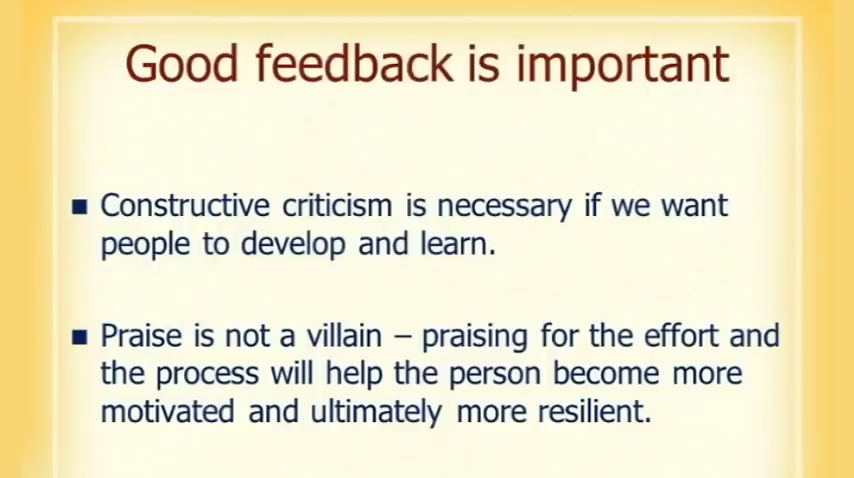 Good feedback is important
■ Constructive criticism is necessary if we want
people to develop and learn.
■ Praise is not a villain – praising for the effort and
the process will help the person become more
motivated and ultimately more resilient.